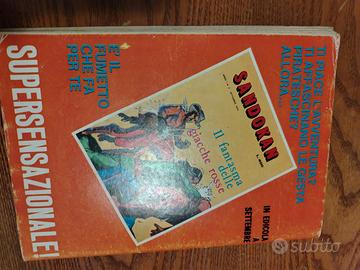 TI PIACE L'AVVENTURA?
TI AFFASCINANO LE GESTA
PIRATESCHE?
ALLORA...
SANDOKAN
Il fantasma
delle
giacche rosse
E' IL
FUMETTO
CHE FA
PER TE
IN EDICOLA
A
SETTEMBRE
SUPERSENSAZIONALE!
subito